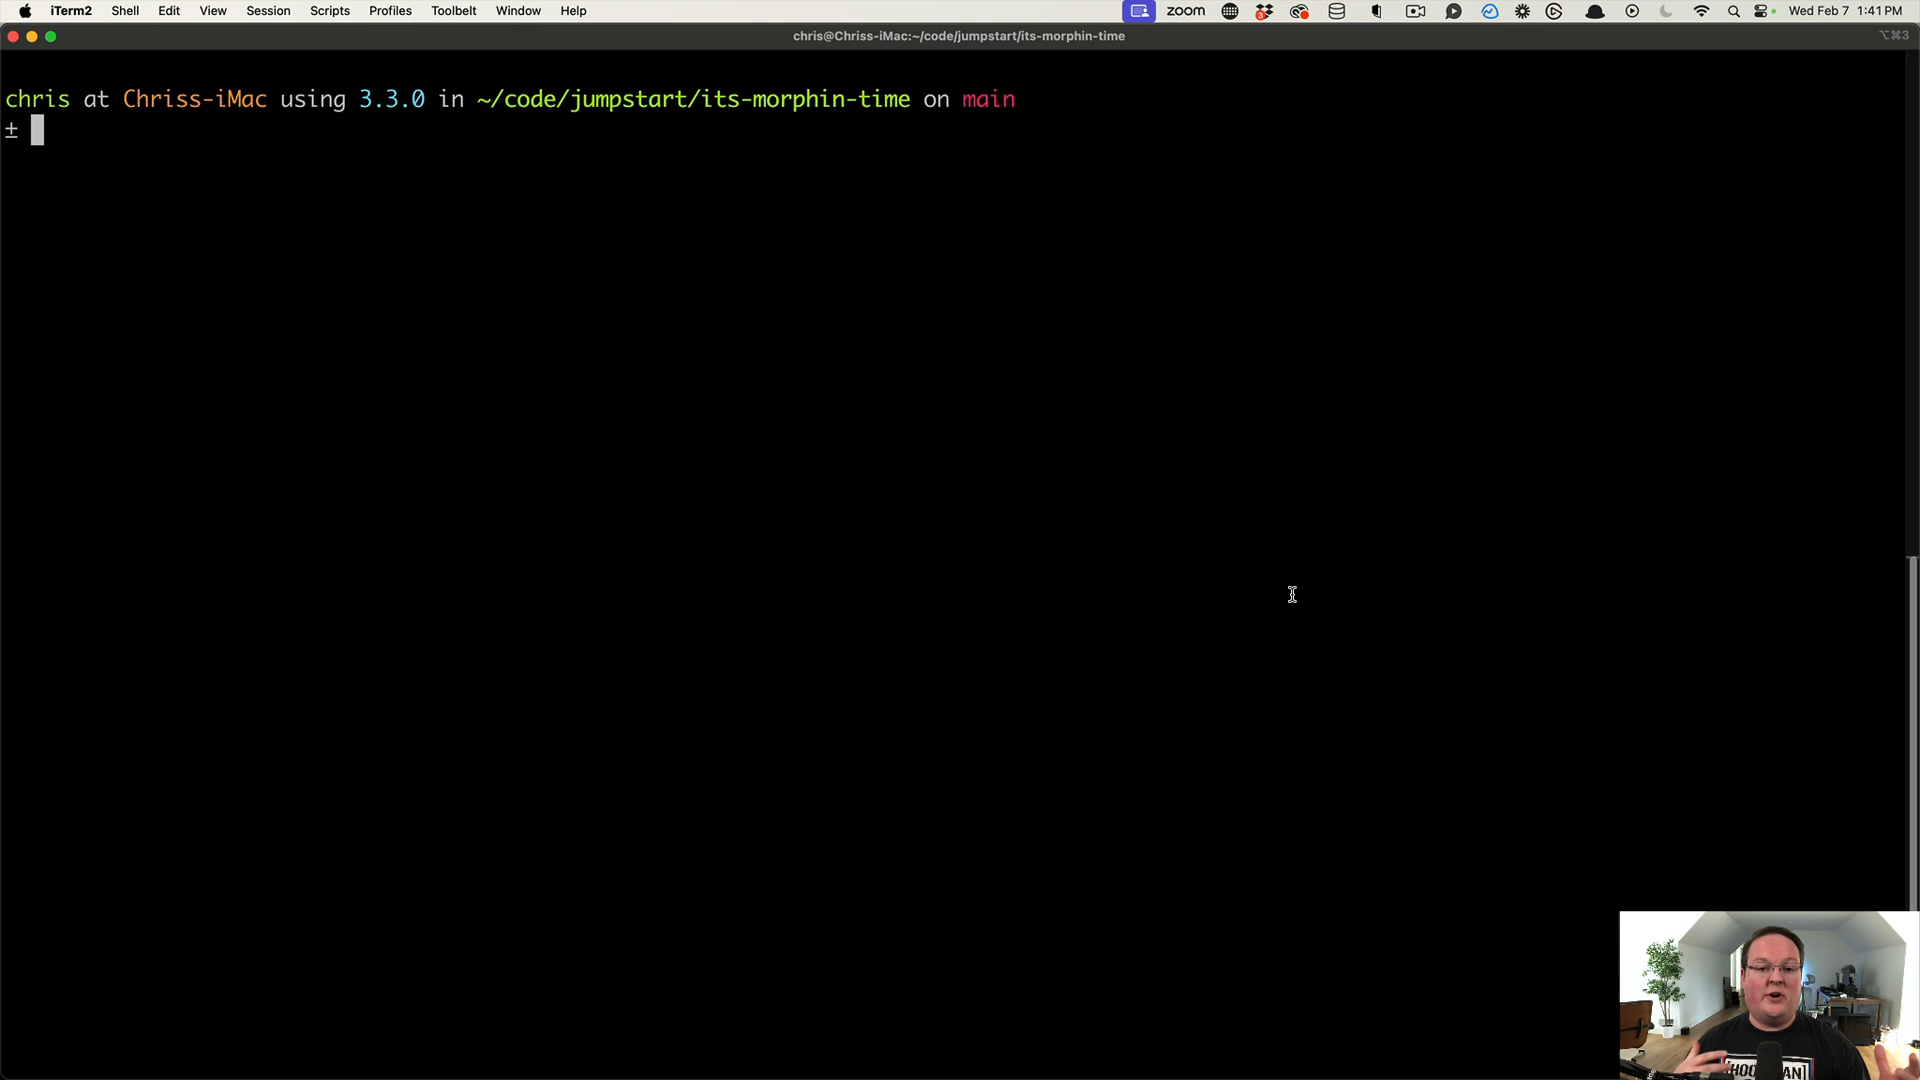 iTerm2 Shell Edit View Session Scripts Profiles Toolbelt Window Help zoom 3 Wed Feb 7 1:41 PM
chris@Chriss-iMac:~/code/jumpstart/its-morphin-time ⌥⌘3
chris at Chriss-iMac using 3.3.0 in ~/code/jumpstart/its-morphin-time on main
±